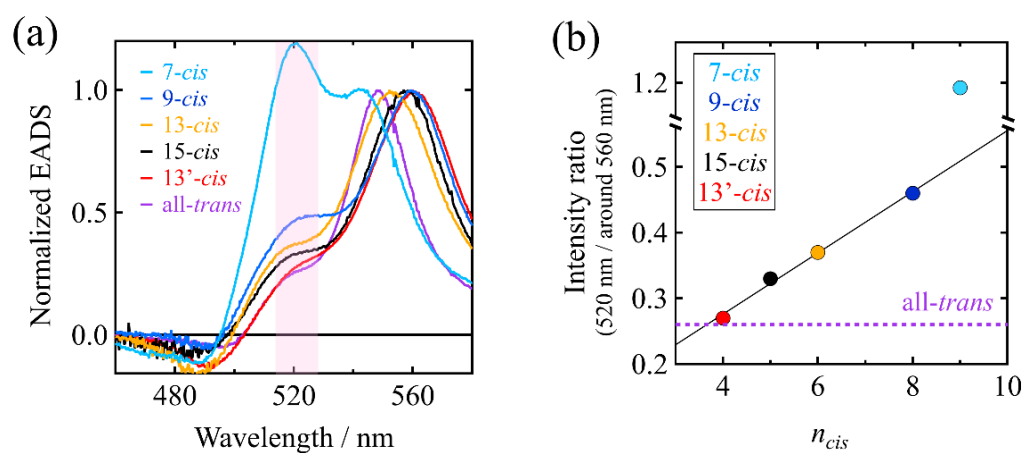 (a)
Normalized EADS
1.0
0.5
0.0
7-cis
9-cis
13-cis
15-cis
13'-cis
all-trans
480
520
560
Wavelength / nm
(b)
Intensity ratio
(520 nm / around 560 nm)
1.2
0.5
0.4
0.3
0.2
7-cis
9-cis
13-cis
15-cis
13'-cis
all-trans
4
6
8
10
n cis